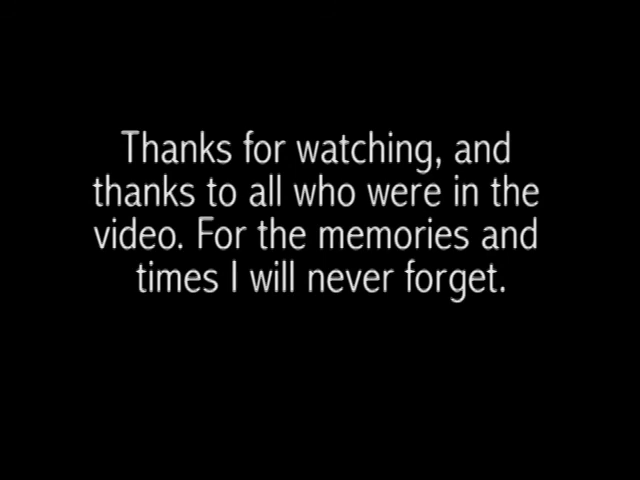 Thanks for watching, and
thanks to all who were in the
video. For the memories and
times I will never forget.